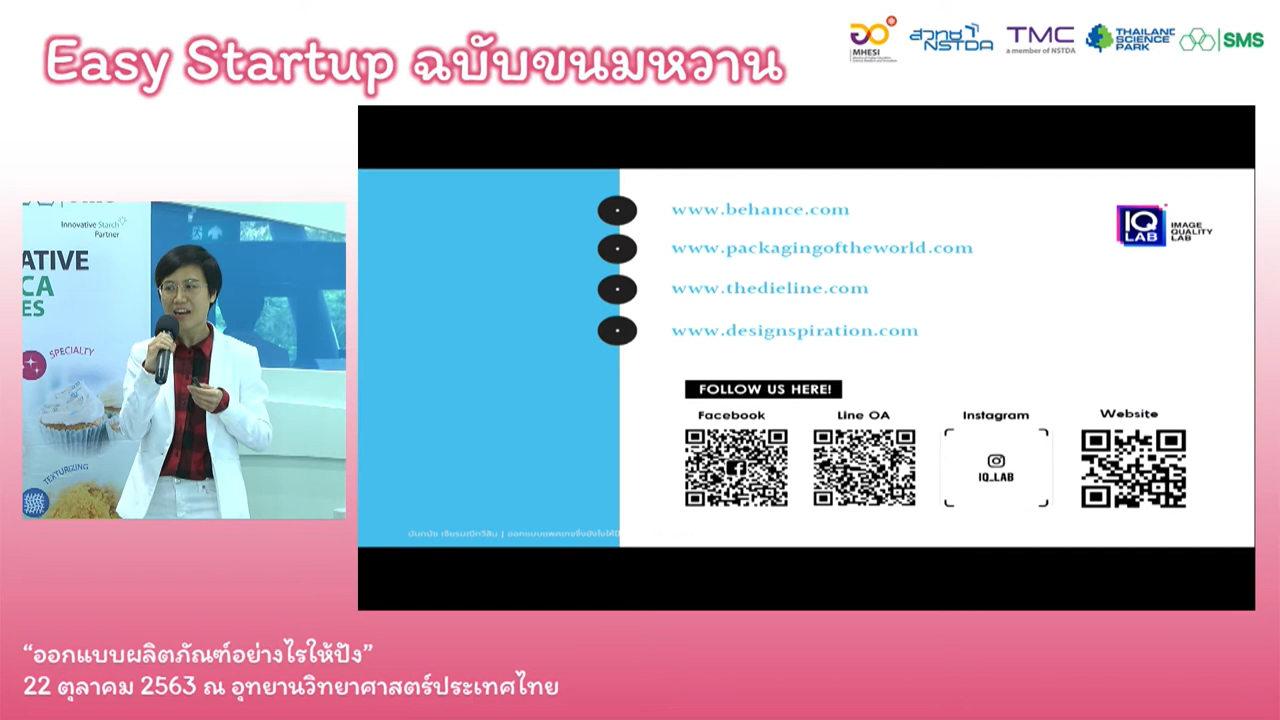 Easy Startup ฉบับขนมหวาน
MHESI
สวทช
NSTDA
TMC
a member of NSTDA
THAILAND
SCIENCE
PARK
SMS
Innovative Starch
Partner
ATIVE
CA
ES
SPECIALTY
TEXTURIZING
www.behance.com
www.packagingoftheworld.com
www.thedieline.com
www.designspiration.com
IQ
LAB
IMAGE
QUALITY
LAB
FOLLOW US HERE!
Facebook
Line OA
Instagram
Website
IQ_LAB
“ออกแบบผลิตภัณฑ์อย่างไรให้ปัง”
22 ตุลาคม 2563 ณ อุทยานวิทยาศาสตร์ประเทศไทย